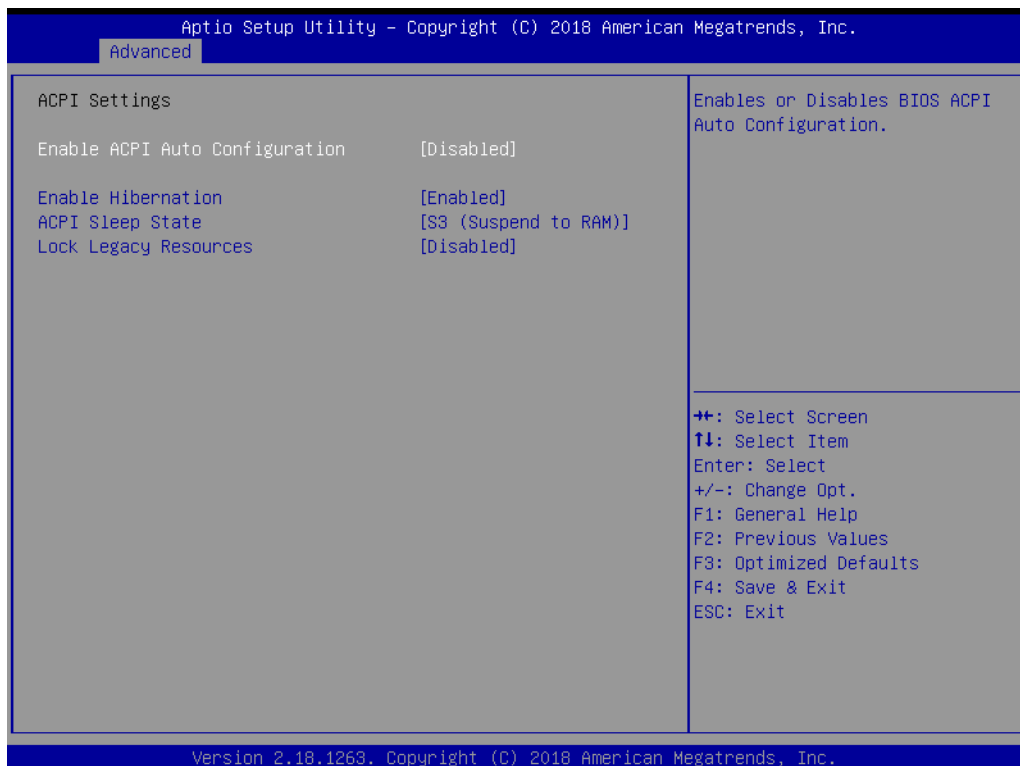 Aptio Setup Utility – Copyright (C) 2018 American Megatrends, Inc.
Advanced
ACPI Settings
Enable ACPI Auto Configuration [Disabled]
Enable Hibernation [Enabled]
ACPI Sleep State [S3 (Suspend to RAM)]
Lock Legacy Resources [Disabled]
Enables or Disables BIOS ACPI
Auto Configuration.
→←: Select Screen
↑↓: Select Item
Enter: Select
+/-: Change Opt.
F1: General Help
F2: Previous Values
F3: Optimized Defaults
F4: Save & Exit
ESC: Exit
Version 2.18.1263. Copyright (C) 2018 American Megatrends, Inc.